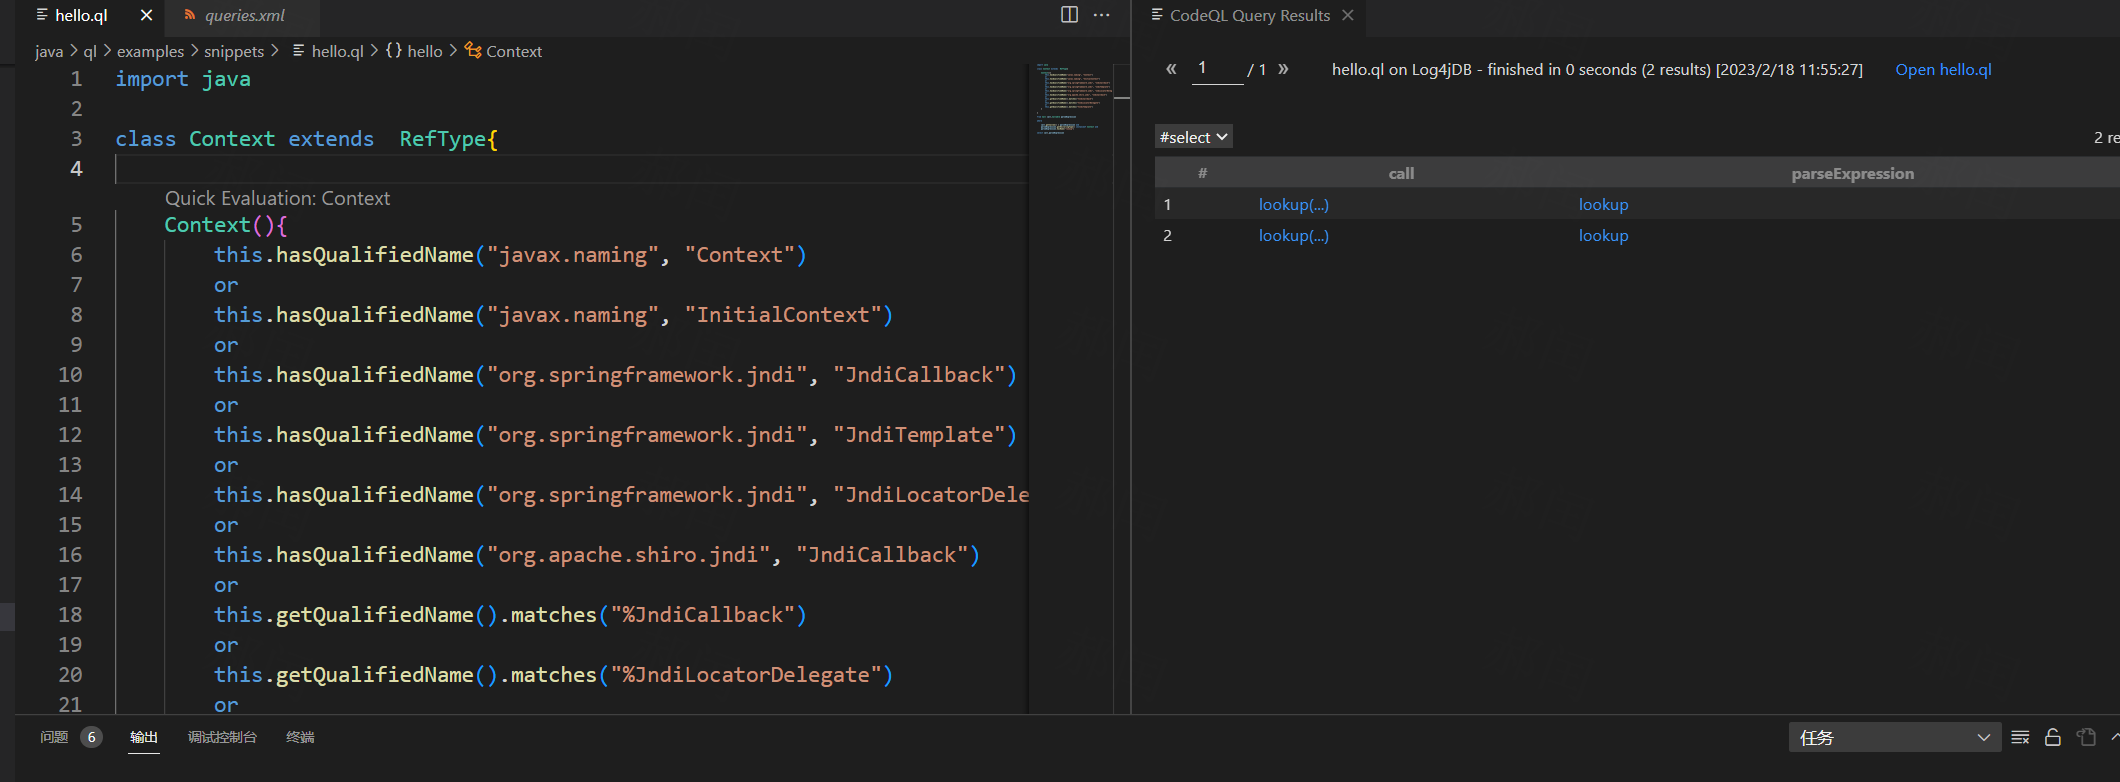 hello.ql
queries.xml
java > ql > examples > snippets > hello.ql > {} hello > Context
1 import java
2
3 class Context extends  RefType{
4
Quick Evaluation: Context
5 Context(){
6 this.hasQualifiedName("javax.naming", "Context")
7 or
8 this.hasQualifiedName("javax.naming", "InitialContext")
9 or
10 this.hasQualifiedName("org.springframework.jndi", "JndiCallback")
11 or
12 this.hasQualifiedName("org.springframework.jndi", "JndiTemplate")
13 or
14 this.hasQualifiedName("org.springframework.jndi", "JndiLocatorDele
15 or
16 this.hasQualifiedName("org.apache.shiro.jndi", "JndiCallback")
17 or
18 this.getQualifiedName().matches("%JndiCallback")
19 or
20 this.getQualifiedName().matches("%JndiLocatorDelegate")
21 or
CodeQL Query Results
« 1 / 1 » hello.ql on Log4jDB - finished in 0 seconds (2 results) [2023/2/18 11:55:27] Open hello.ql
#select 2 re
# call parseExpression
1 lookup(...) lookup
2 lookup(...) lookup
问题 6 输出 调试控制台 终端 任务